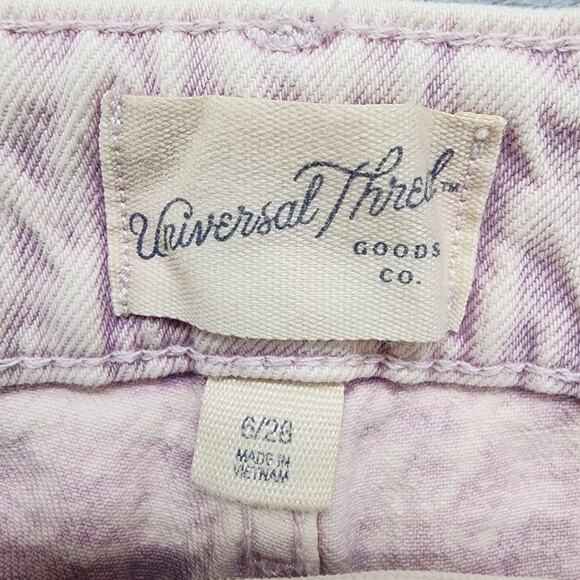 Universal Thread™
GOODS
CO.
6/28
MADE IN
VIETNAM